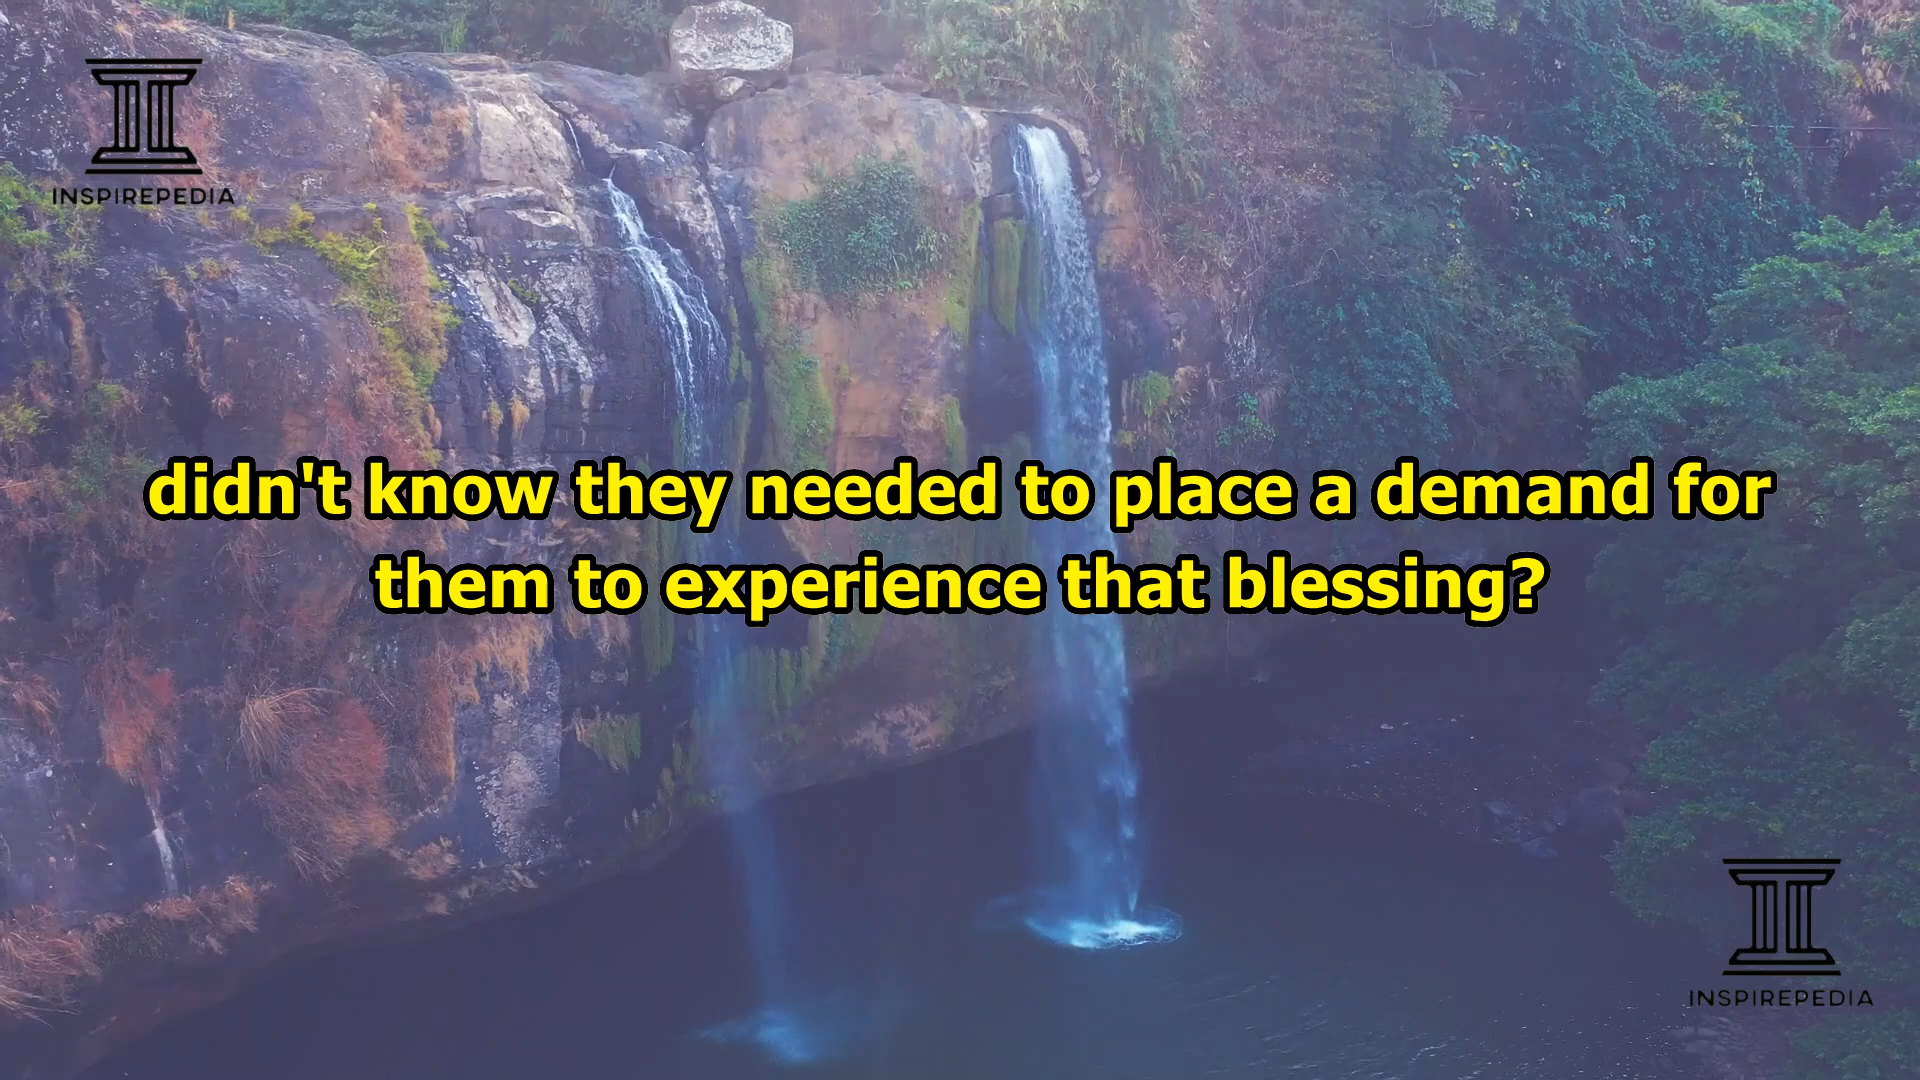 INSPIREPEDIA
didn't know they needed to place a demand for
them to experience that blessing?
INSPIREPEDIA